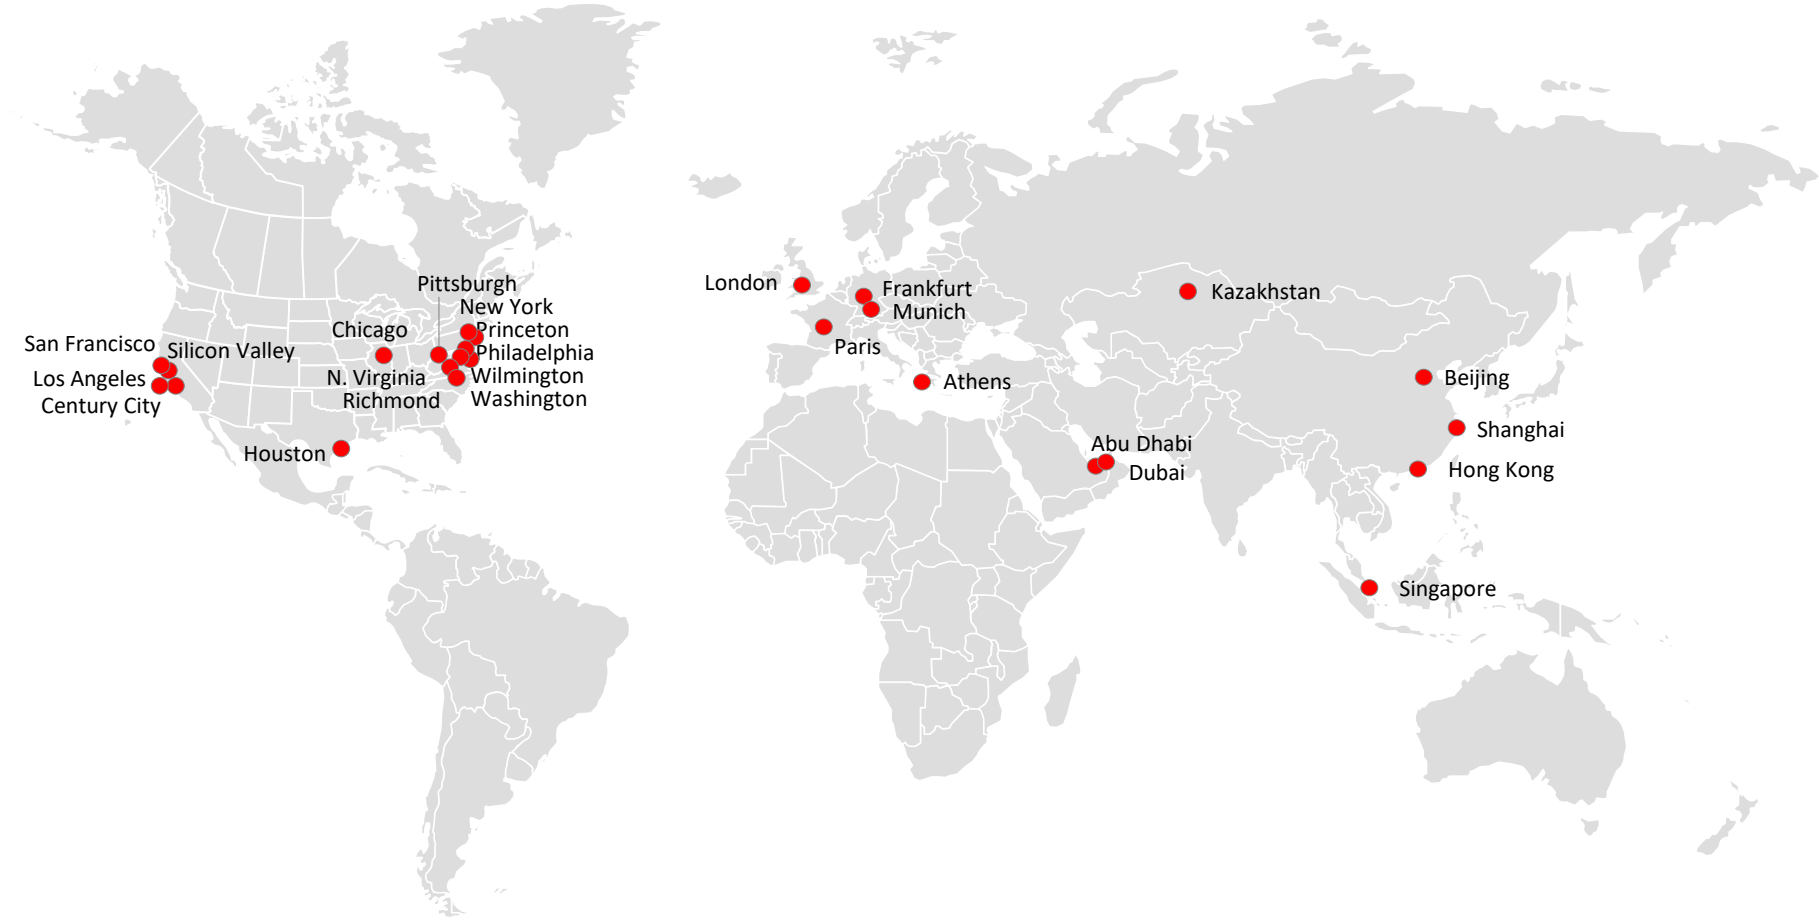 Pittsburgh
New York
Chicago
Princeton
San Francisco
Silicon Valley
Philadelphia
Los Angeles
N. Virginia
Wilmington
Century City
Richmond
Washington
Houston
London
Frankfurt
Munich
Paris
Athens
Kazakhstan
Beijing
Shanghai
Abu Dhabi
Dubai
Hong Kong
Singapore